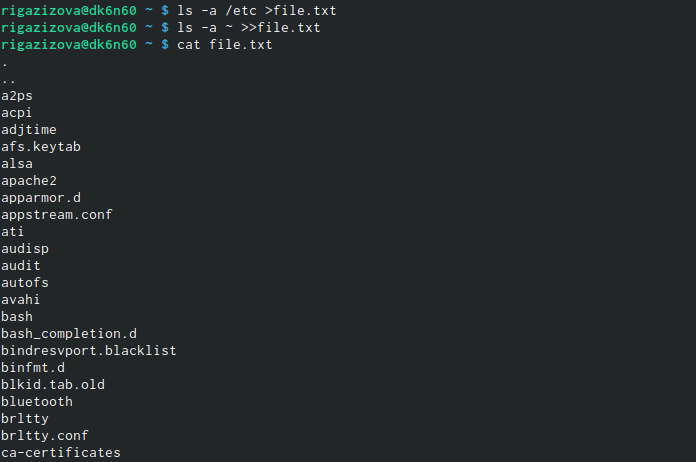 rigazizova@dk6n60 ~ $ ls -a /etc >file.txt
rigazizova@dk6n60 ~ $ ls -a ~ >>file.txt
rigazizova@dk6n60 ~ $ cat file.txt
.
..
a2ps
acpi
adjtime
afs.keytab
alsa
apache2
apparmor.d
appstream.conf
ati
audisp
audit
autofs
avahi
bash
bash_completion.d
bindresvport.blacklist
binfmt.d
blkid.tab.old
bluetooth
brltty
brltty.conf
ca-certificates